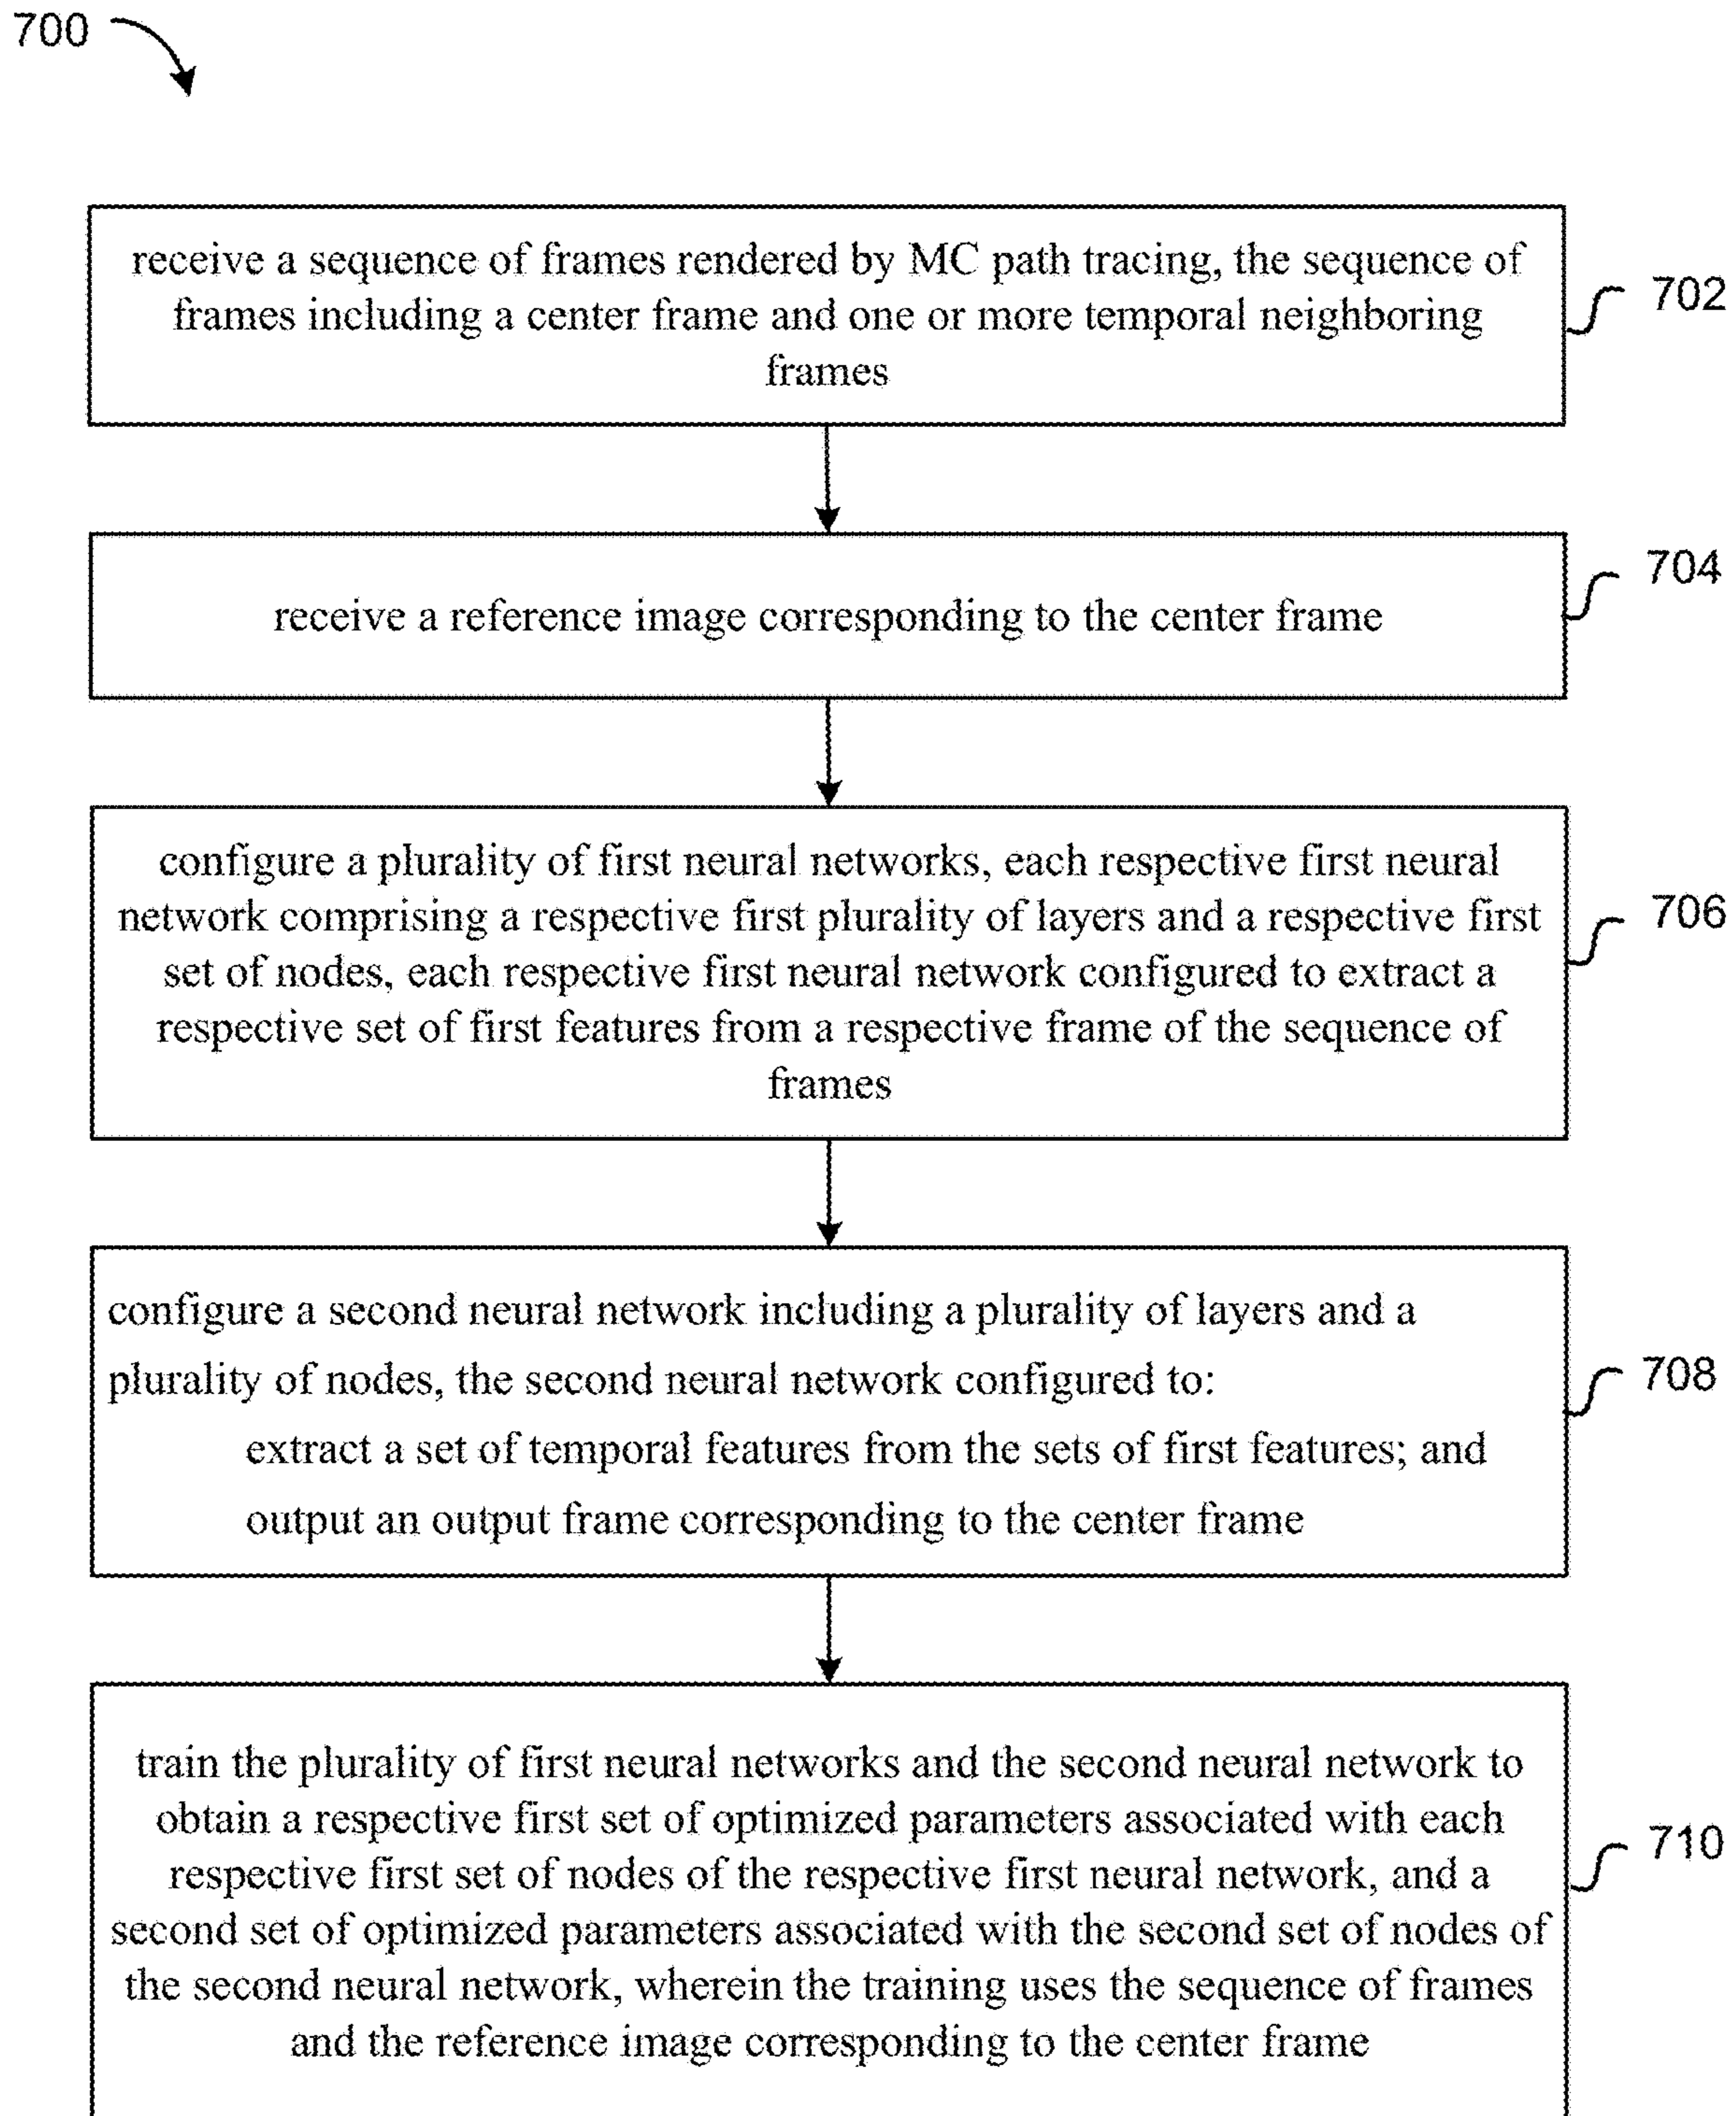 700
receive a sequence of frames rendered by MC path tracing, the sequence of
frames including a center frame and one or more temporal neighboring
frames
702
receive a reference image corresponding to the center frame
704
configure a plurality of first neural networks, each respective first neural
network comprising a respective first plurality of layers and a respective first
set of nodes, each respective first neural network configured to extract a
respective set of first features from a respective frame of the sequence of
frames
706
configure a second neural network including a plurality of layers and a
plurality of nodes, the second neural network configured to:
extract a set of temporal features from the sets of first features; and
output an output frame corresponding to the center frame
708
train the plurality of first neural networks and the second neural network to
obtain a respective first set of optimized parameters associated with each
respective first set of nodes of the respective first neural network, and a
second set of optimized parameters associated with the second set of nodes of
the second neural network, wherein the training uses the sequence of frames
and the reference image corresponding to the center frame
710